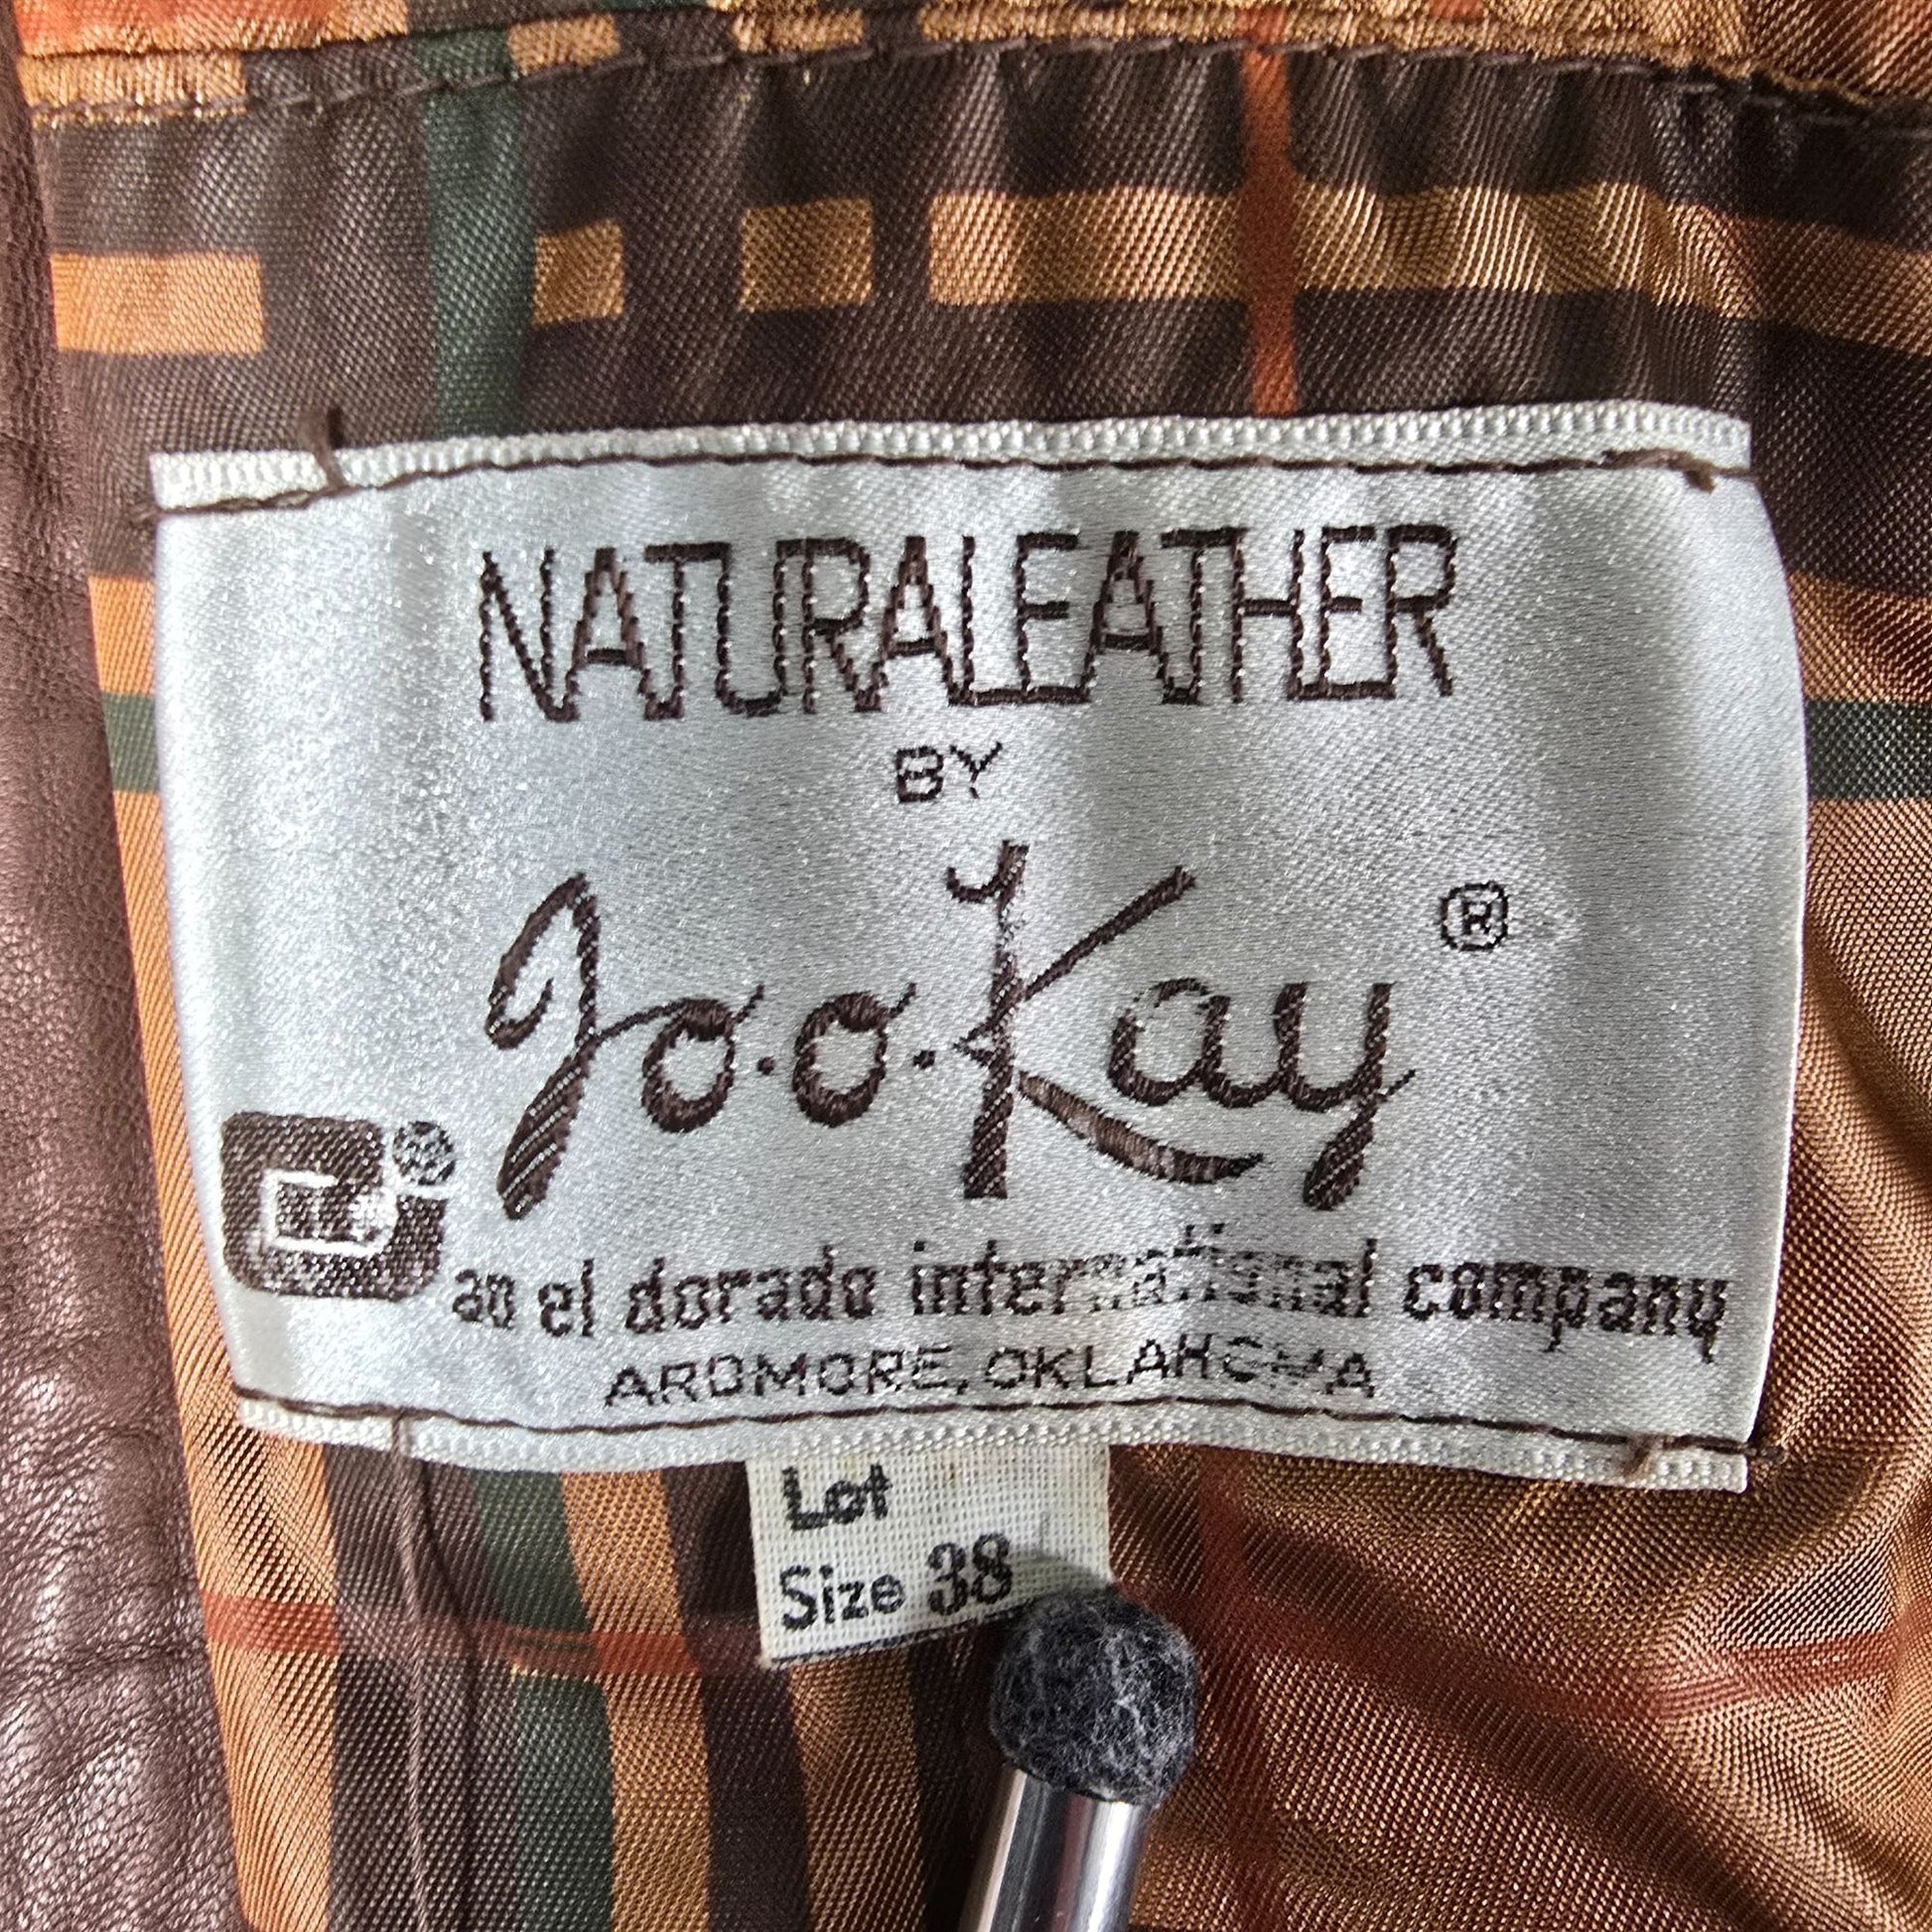 NATURALEATHER
BY
Jo·o·Kay ®
an el dorado international company
ARDMORE, OKLAHOMA
Lot
Size 38